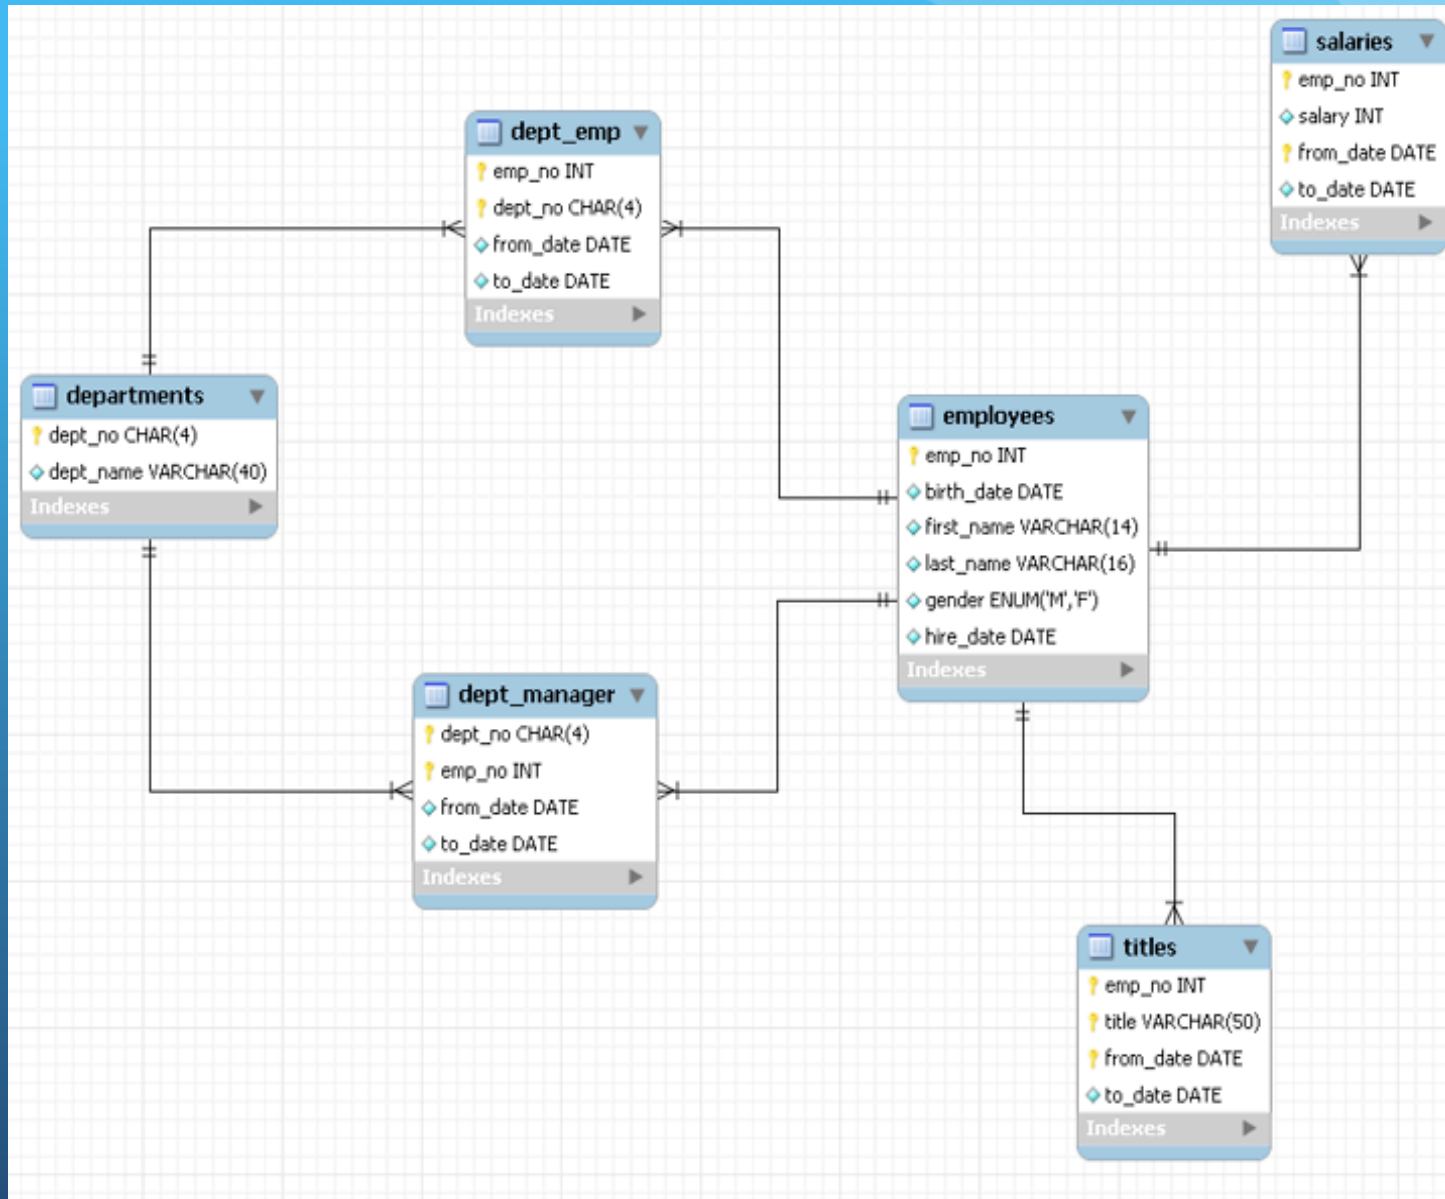 salaries
emp_no INT
salary INT
from_date DATE
to_date DATE
Indexes
dept_emp
emp_no INT
dept_no CHAR(4)
from_date DATE
to_date DATE
Indexes
departments
dept_no CHAR(4)
dept_name VARCHAR(40)
Indexes
employees
emp_no INT
birth_date DATE
first_name VARCHAR(14)
last_name VARCHAR(16)
gender ENUM('M','F')
hire_date DATE
Indexes
dept_manager
dept_no CHAR(4)
emp_no INT
from_date DATE
to_date DATE
Indexes
titles
emp_no INT
title VARCHAR(50)
from_date DATE
to_date DATE
Indexes